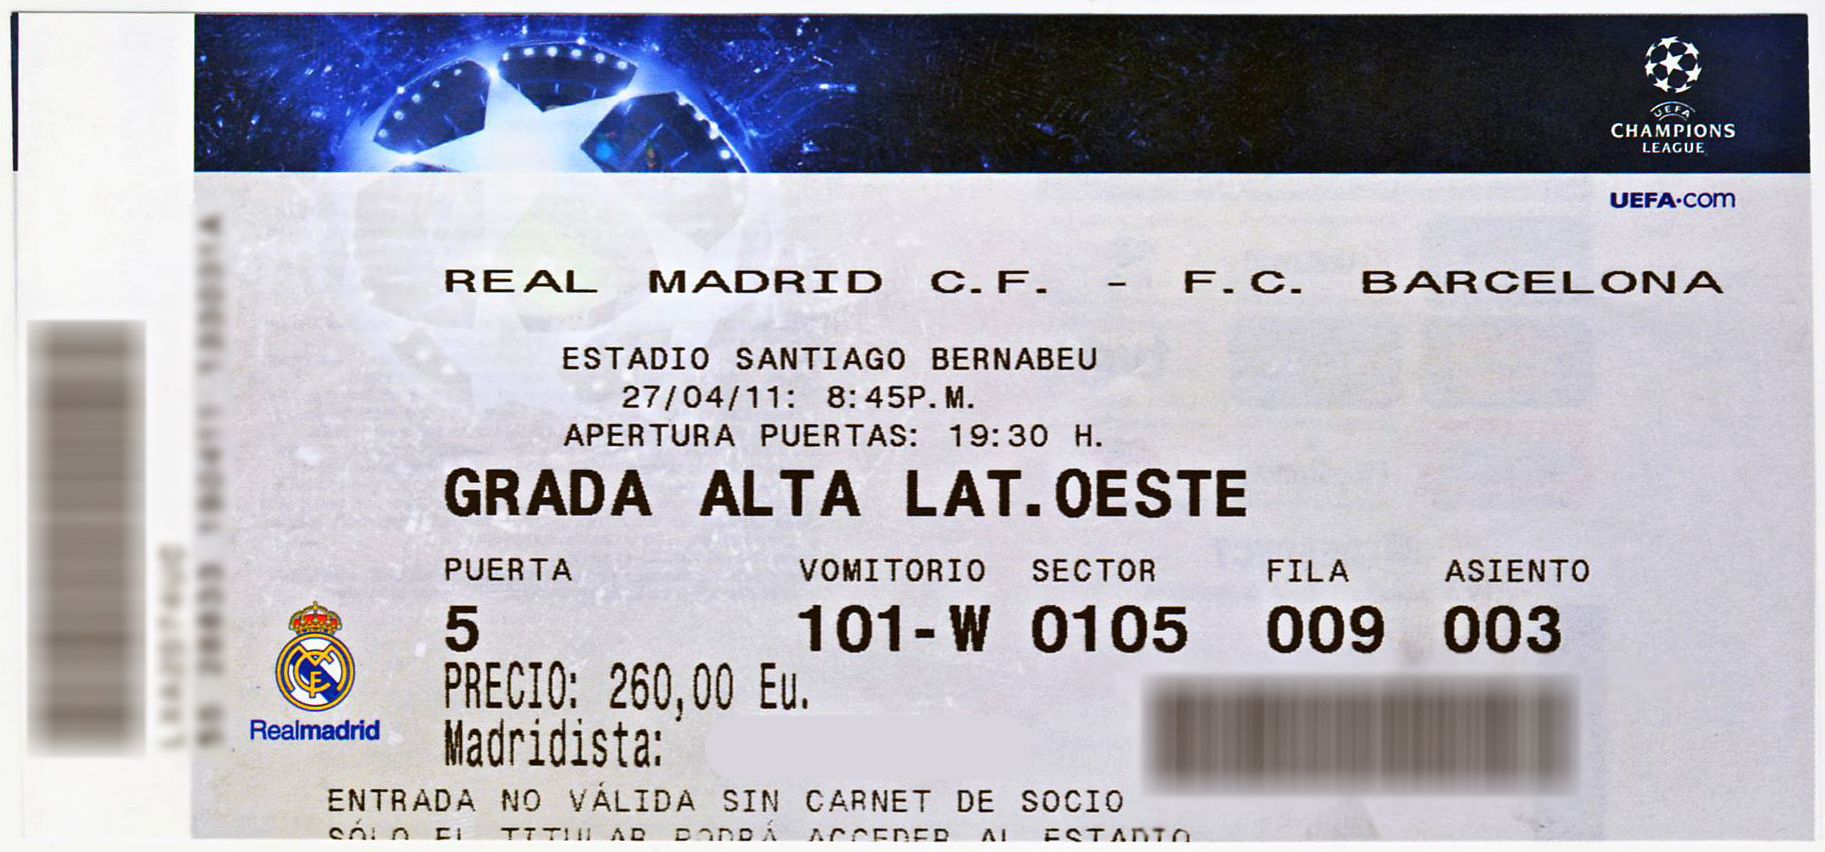 UEFA
CHAMPIONS
LEAGUE
UEFA.com
REAL MADRID C.F. - F.C. BARCELONA
ESTADIO SANTIAGO BERNABEU
27/04/11: 8:45P.M.
APERTURA PUERTAS: 19:30 H.
GRADA ALTA LAT.OESTE
PUERTA VOMITORIO SECTOR FILA ASIENTO
5 101-W 0105 009 003
PRECIO: 260,00 Eu.
Madridista:
Realmadrid
ENTRADA NO VÁLIDA SIN CARNET DE SOCIO
SÓLO EL TITULAR PODRÁ ACCEDER AL ESTADIO